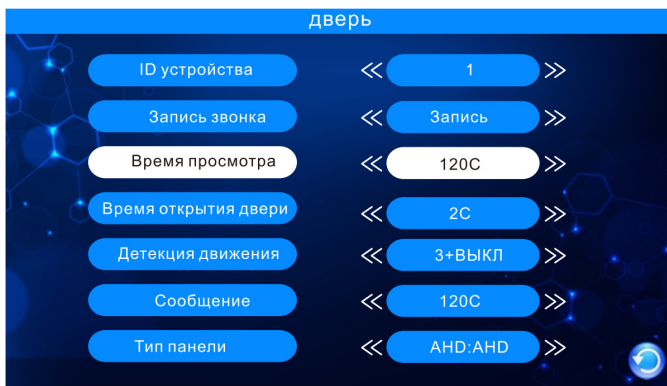 дверь
ID устройства 1
Запись звонка Запись
Время просмотра 120С
Время открытия двери 2С
Детекция движения 3+ВЫКЛ
Сообщение 120С
Тип панели AHD:AHD